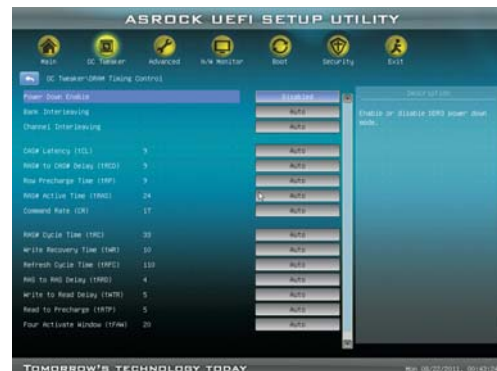 ASROCK UEFI SETUP UTILITY
Main OC Tweaker Advanced H/W Monitor Boot Security Exit
OC Tweaker\DRAM Timing Control
Power Down Enable Disabled
Bank Interleaving Auto
Channel Interleaving Auto
CAS# Latency (tCL) 9 Auto
RAS# to CAS# Delay (tRCD) 9 Auto
Row Precharge Time (tRP) 9 Auto
RAS# Active Time (tRAS) 24 Auto
Command Rate (CR) 1T Auto
RAS# Cycle Time (tRC) 33 Auto
Write Recovery Time (tWR) 10 Auto
Refresh Cycle Time (tRFC) 110 Auto
RAS to RAS Delay (tRRD) 4 Auto
Write to Read Delay (tWTR) 5 Auto
Read to Precharge (tRTP) 5 Auto
Four Activate Window (tFAW) 20 Auto
Description
Enable or disable DDR3 power down
mode.
TOMORROW'S TECHNOLOGY TODAY
Mon 08/22/2011,